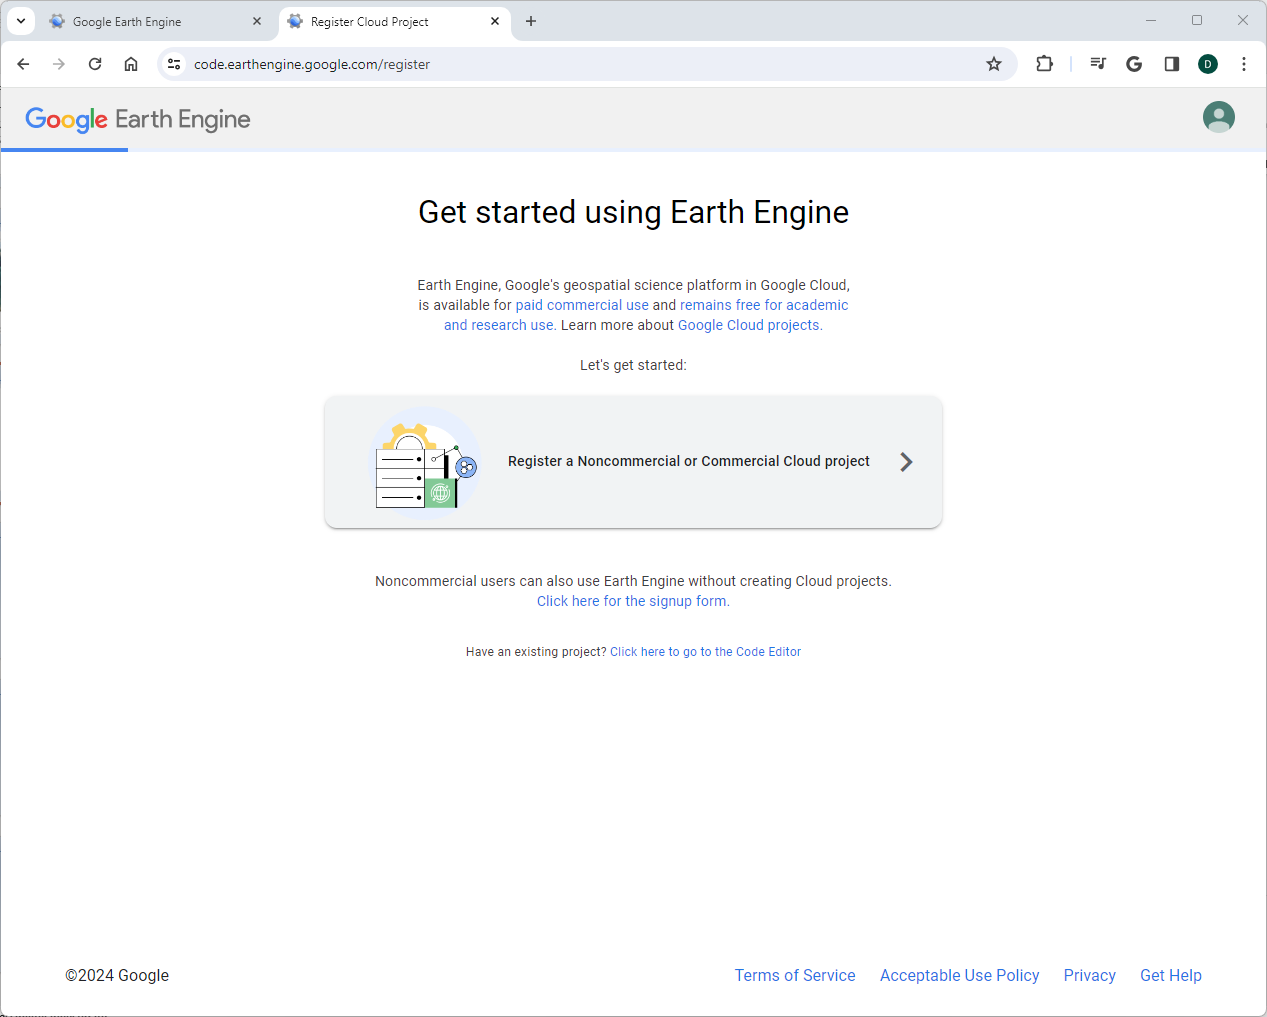 Google Earth Engine
Register Cloud Project
code.earthengine.google.com/register
D
Google Earth Engine
Get started using Earth Engine
Earth Engine, Google's geospatial science platform in Google Cloud,
is available for paid commercial use and remains free for academic
and research use. Learn more about Google Cloud projects.
Let's get started:
Register a Noncommercial or Commercial Cloud project
Noncommercial users can also use Earth Engine without creating Cloud projects.
Click here for the signup form.
Have an existing project? Click here to go to the Code Editor
©2024 Google
Terms of Service
Acceptable Use Policy
Privacy
Get Help